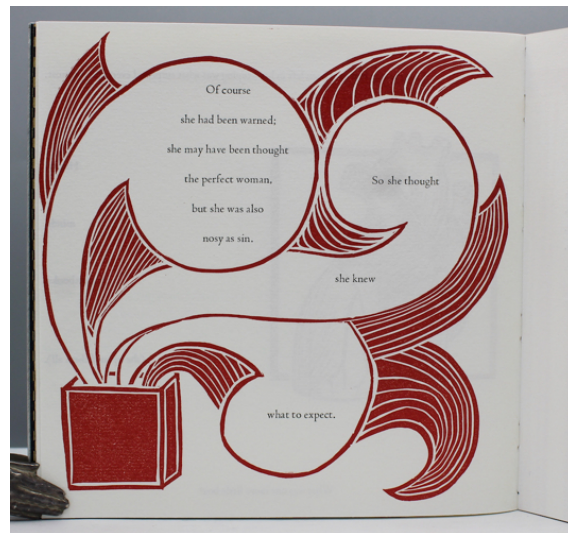 Of course
she had been warned;
she may have been thought
the perfect woman,
but she was also
nosy as sin.
So she thought
she knew
what to expect.